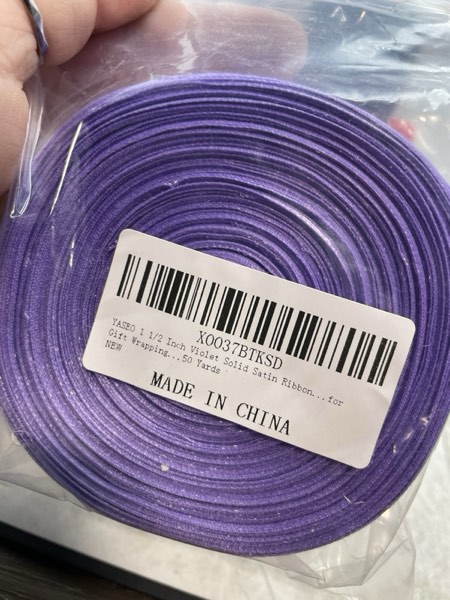 X0037BTKSD
YASEO 1 1/2 Inch Violet Solid Satin Ribbon...for
Gift Wrapping...50 Yards
NEW
MADE IN CHINA